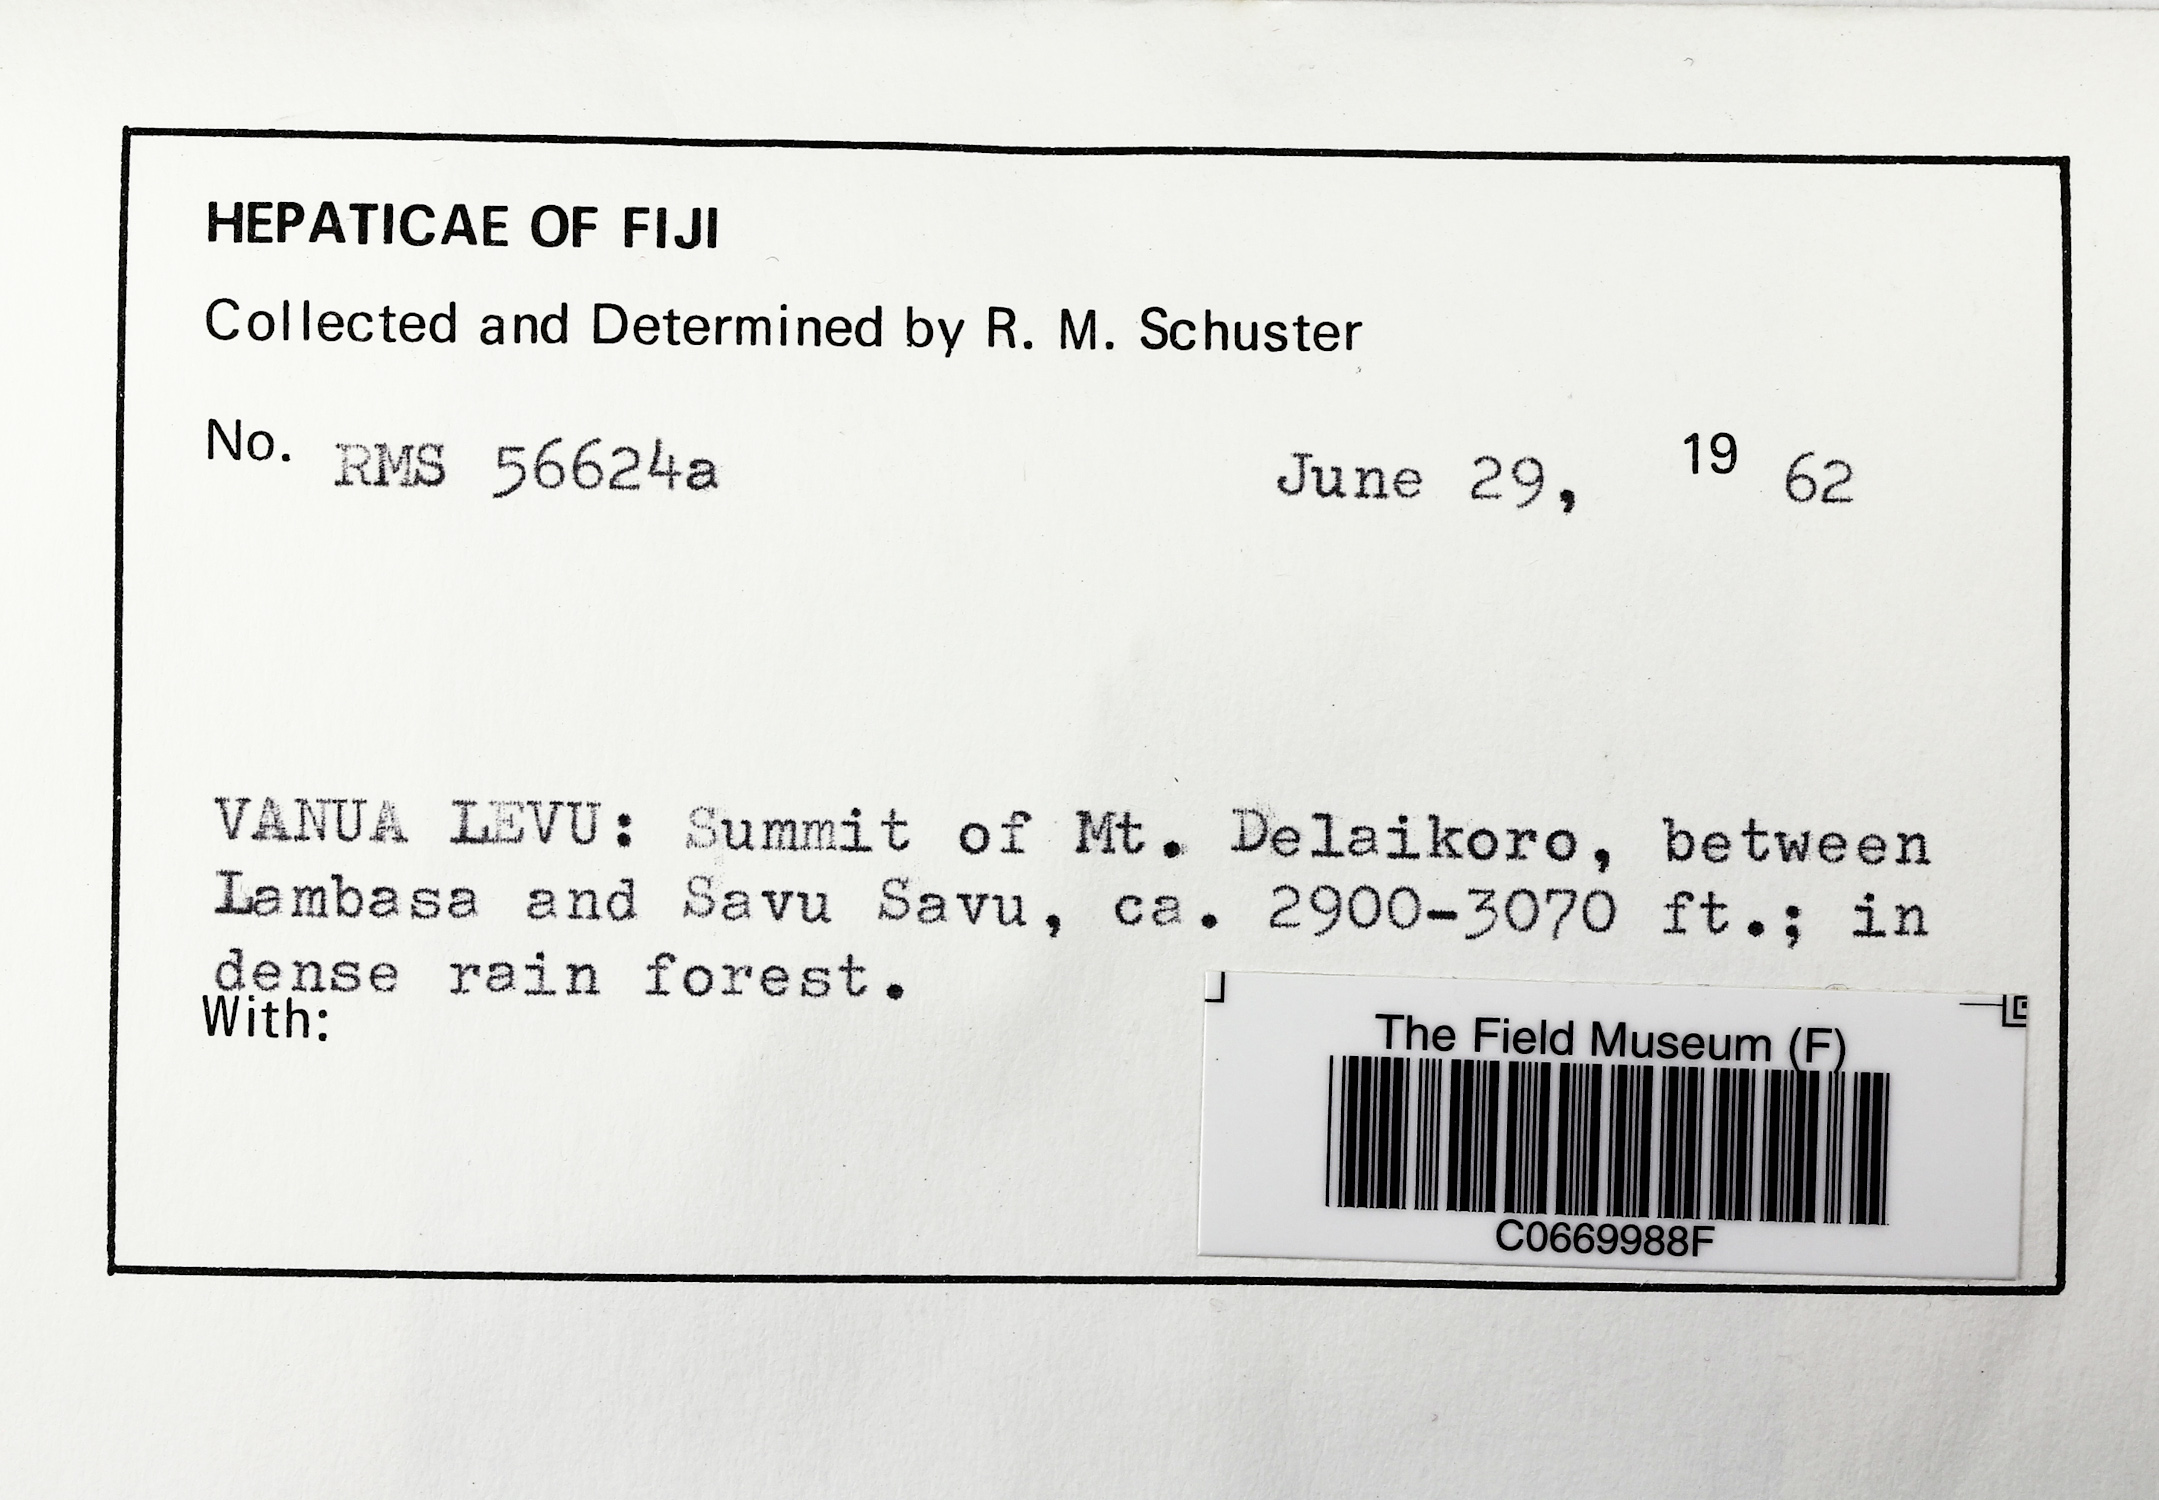 HEPATICAE OF FIJI
Collected and Determined by R. M. Schuster
No. RMS 56624a June 29, 19 62
VANUA LEVU: Summit of Mt. Delaikoro, between
Lambasa and Savu Savu, ca. 2900-3070 ft.; in
dense rain forest.
With:
The Field Museum (F)
C0669988F